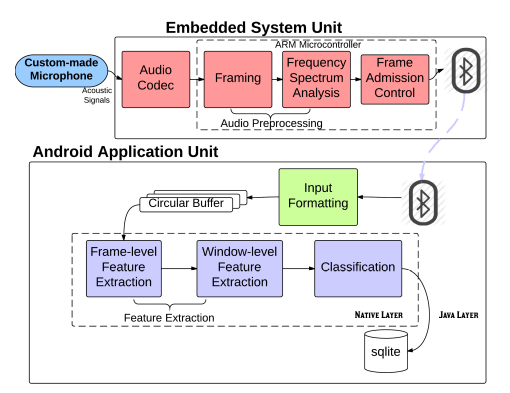 Embedded System Unit
ARM Microcontroller
Custom-made
Microphone
Acoustic
Signals
Audio
Codec
Framing
Frequency
Spectrum
Analysis
Frame
Admission
Control
Audio Preprocessing
Android Application Unit
Input
Formatting
Circular Buffer
Frame-level
Feature
Extraction
Window-level
Feature
Extraction
Classification
Feature Extraction
NATIVE LAYER
JAVA LAYER
sqlite